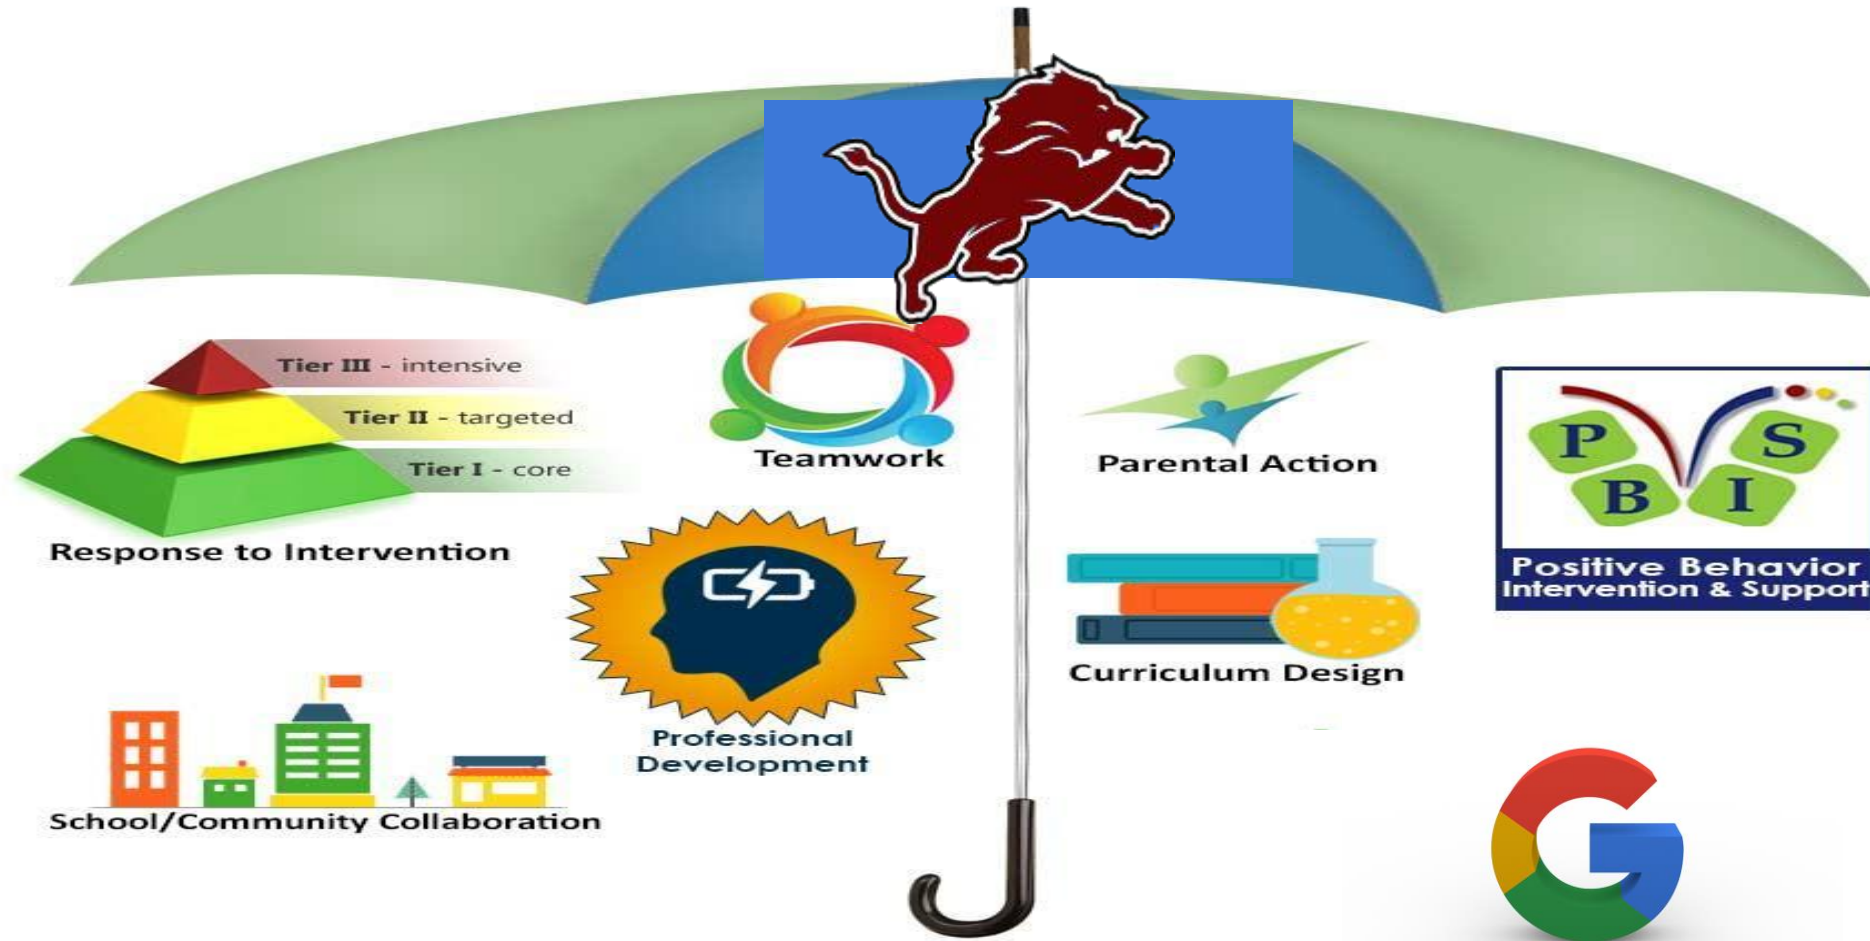 Tier III - intensive
Tier II - targeted
Tier I - core
Response to Intervention
Teamwork
Parental Action
P
B
I
S
Positive Behavior
Intervention & Support
Professional
Development
Curriculum Design
School/Community Collaboration
G